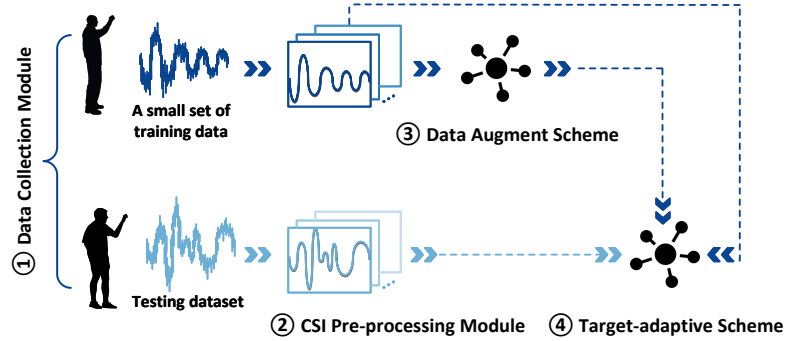 ① Data Collection Module
A small set of
training data
③ Data Augment Scheme
Testing dataset
② CSI Pre-processing Module
④ Target-adaptive Scheme